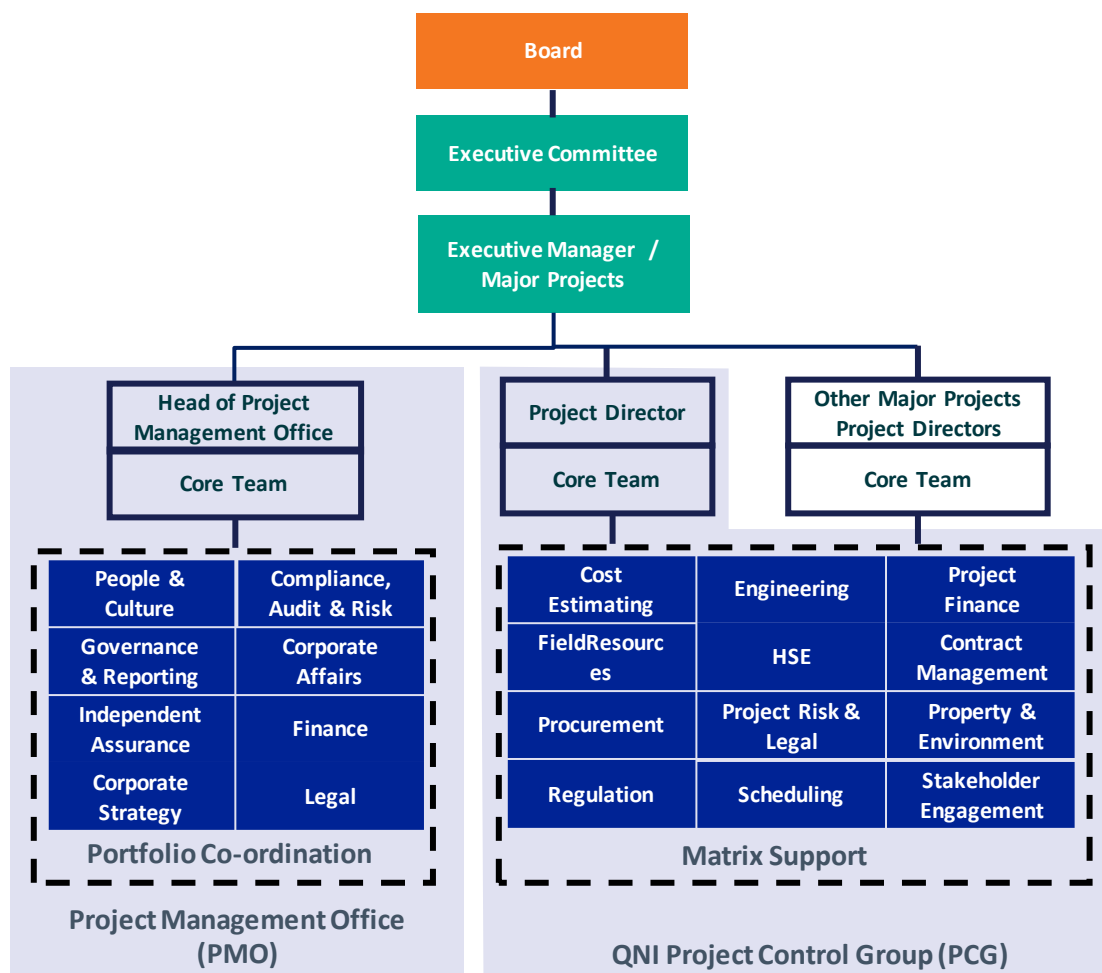 Board
Executive Committee
Executive Manager /
Major Projects
Head of Project
Management Office
Core Team
Project Director
Core Team
Other Major Projects
Project Directors
Core Team
People &
Culture
Compliance,
Audit & Risk
Governance
& Reporting
Corporate
Affairs
Independent
Assurance
Finance
Corporate
Strategy
Legal
Portfolio Co-ordination
Project Management Office
(PMO)
Cost
Estimating
Engineering
Project
Finance
FieldResourc
es
HSE
Contract
Management
Procurement
Project Risk &
Legal
Property &
Environment
Regulation
Scheduling
Stakeholder
Engagement
Matrix Support
QNI Project Control Group (PCG)